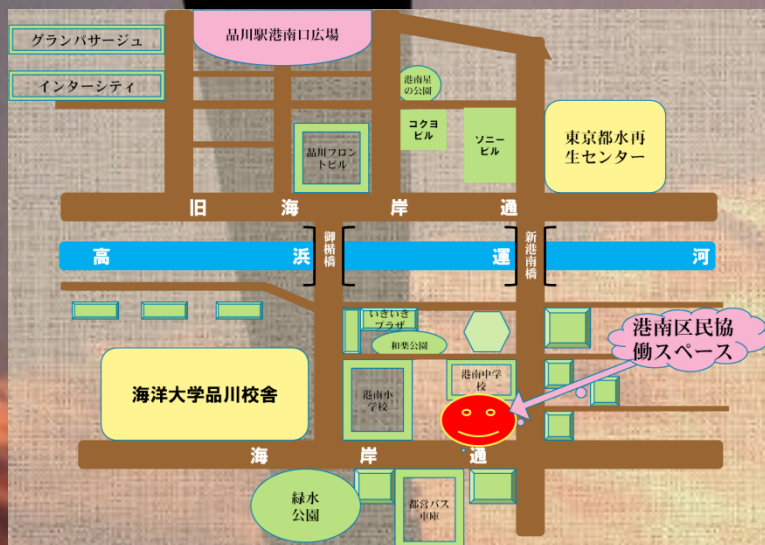 品川駅港南口広場
グランパサージュ
インターシティ
港南星
の公園
コクヨ
ビル
ソニー
ビル
東京都水再
生センター
品川フロン
トビル
旧海岸通
御楯橋
新港南橋
高浜運河
いきいき
プラザ
和楽公園
港南区民協
働スペース
海洋大学品川校舎
港南小
学校
港南中学
校
海岸通
緑水
公園
都営バス
車庫